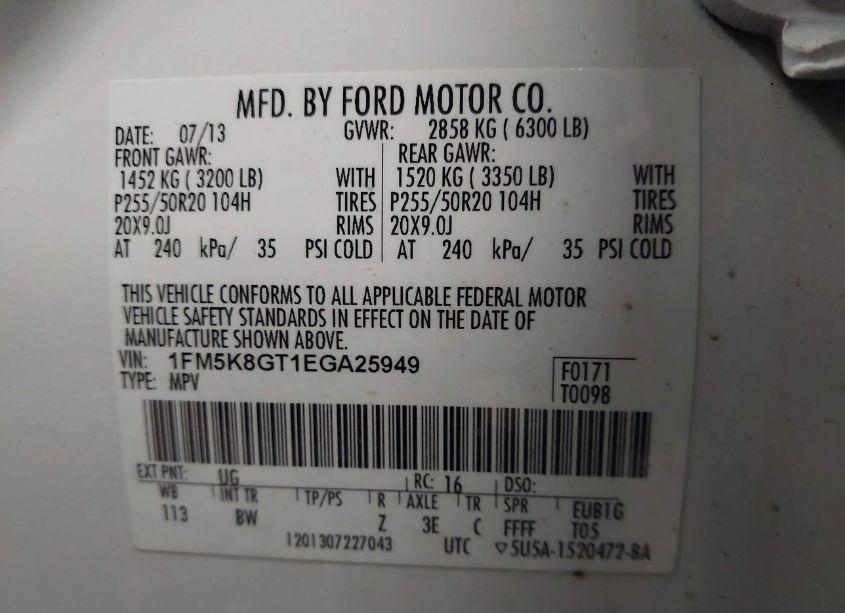 MFD. BY FORD MOTOR CO.
DATE: 07/13 GVWR: 2858 KG ( 6300 LB)
FRONT GAWR: REAR GAWR:
1452 KG ( 3200 LB) WITH 1520 KG ( 3350 LB) WITH
P255/50R20 104H TIRES P255/50R20 104H TIRES
20X9.0J RIMS 20X9.0J RIMS
AT 240 kPa/ 35 PSI COLD AT 240 kPa/ 35 PSI COLD
THIS VEHICLE CONFORMS TO ALL APPLICABLE FEDERAL MOTOR
VEHICLE SAFETY STANDARDS IN EFFECT ON THE DATE OF
MANUFACTURE SHOWN ABOVE.
VIN: 1FM5K8GT1EGA25949 F0171
TYPE: MPV T0098
EXT PNT: UG RC: 16 DSO:
WB INT TR TP/PS R AXLE TR SPR EUB1G
113 BW Z 3E C FFFF T05
1201307227043 UTC ▽5U5A-1520472-BA